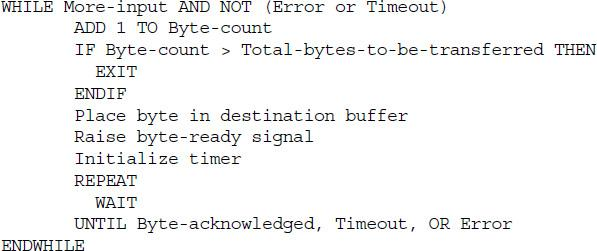 WHILE More-input AND NOT (Error or Timeout)
ADD 1 TO Byte-count
IF Byte-count > Total-bytes-to-be-transferred THEN
EXIT
ENDIF
Place byte in destination buffer
Raise byte-ready signal
Initialize timer
REPEAT
WAIT
UNTIL Byte-acknowledged, Timeout, OR Error
ENDWHILE